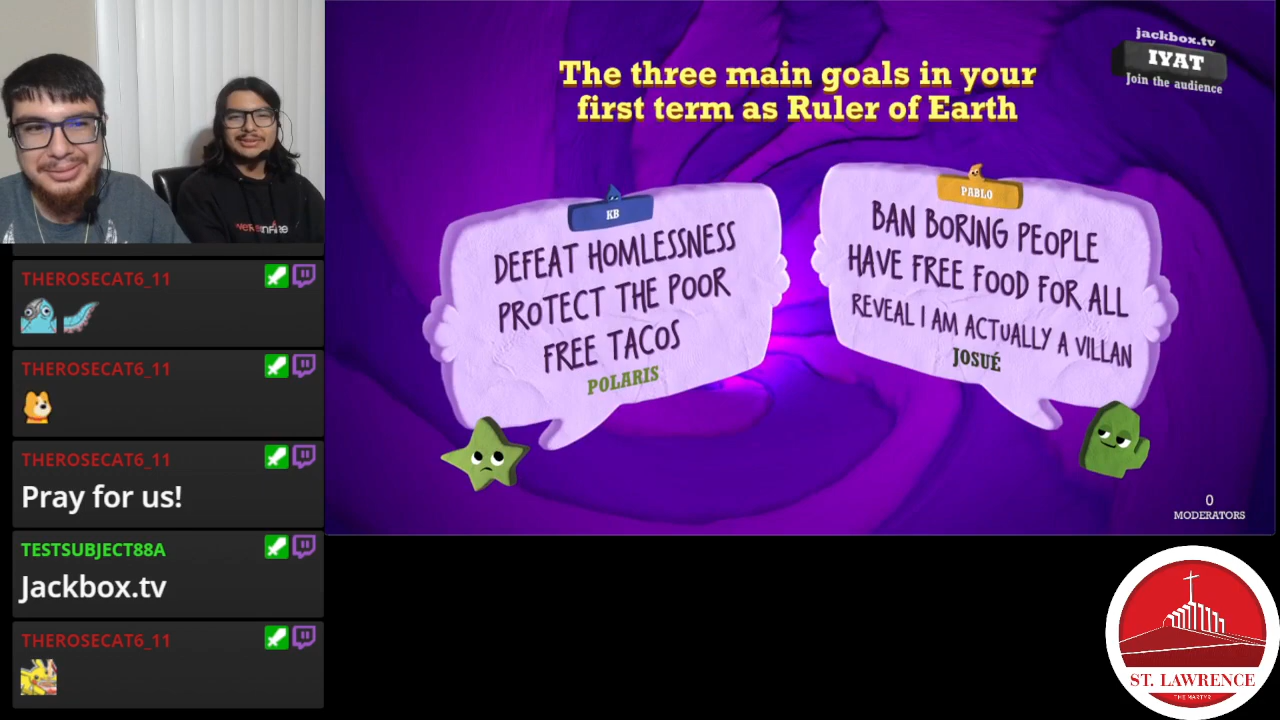 jackbox.tv
IYAT
Join the audience
The three main goals in your
first term as Ruler of Earth
KB
DEFEAT HOMLESSNESS
PROTECT THE POOR
FREE TACOS
POLARIS
PABLO
BAN BORING PEOPLE
HAVE FREE FOOD FOR ALL
REVEAL I AM ACTUALLY A VILLAN
JOSUÉ
0
MODERATORS
THEROSECAT6_11
THEROSECAT6_11
THEROSECAT6_11
Pray for us!
TESTSUBJECT88A
Jackbox.tv
THEROSECAT6_11
ST. LAWRENCE
THE MARTYR